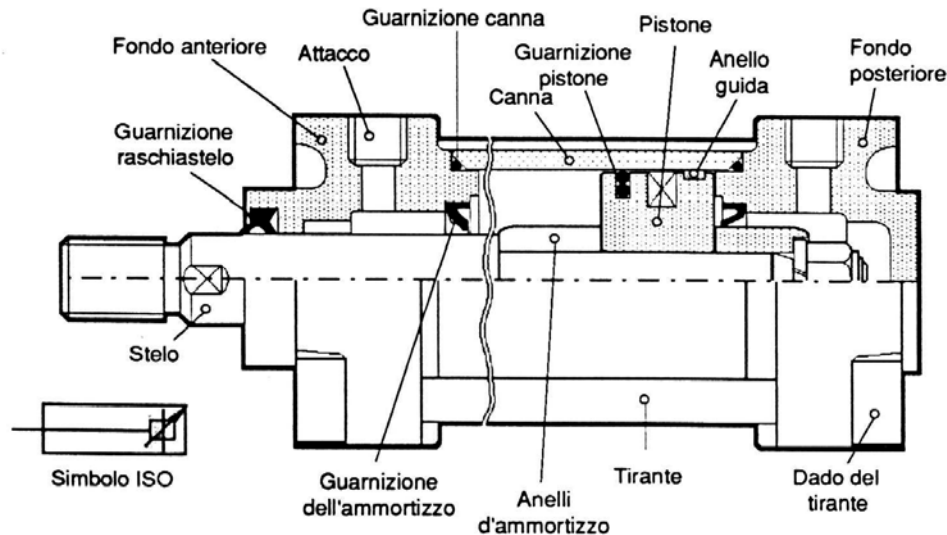 Guarnizione canna
Pistone
Fondo anteriore
Attacco
Guarnizione
pistone
Anello
guida
Fondo
posteriore
Canna
Guarnizione
raschiastelo
Stelo
Simbolo ISO
Guarnizione
dell'ammortizzo
Anelli
d'ammortizzo
Tirante
Dado del
tirante